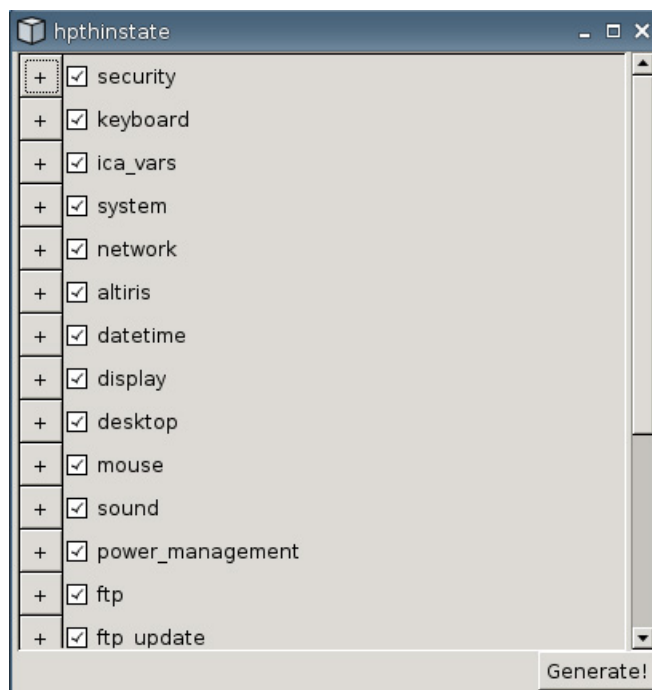 hpthinstate
+ security
+ keyboard
+ ica_vars
+ system
+ network
+ altiris
+ datetime
+ display
+ desktop
+ mouse
+ sound
+ power_management
+ ftp
+ ftp_update
Generate!